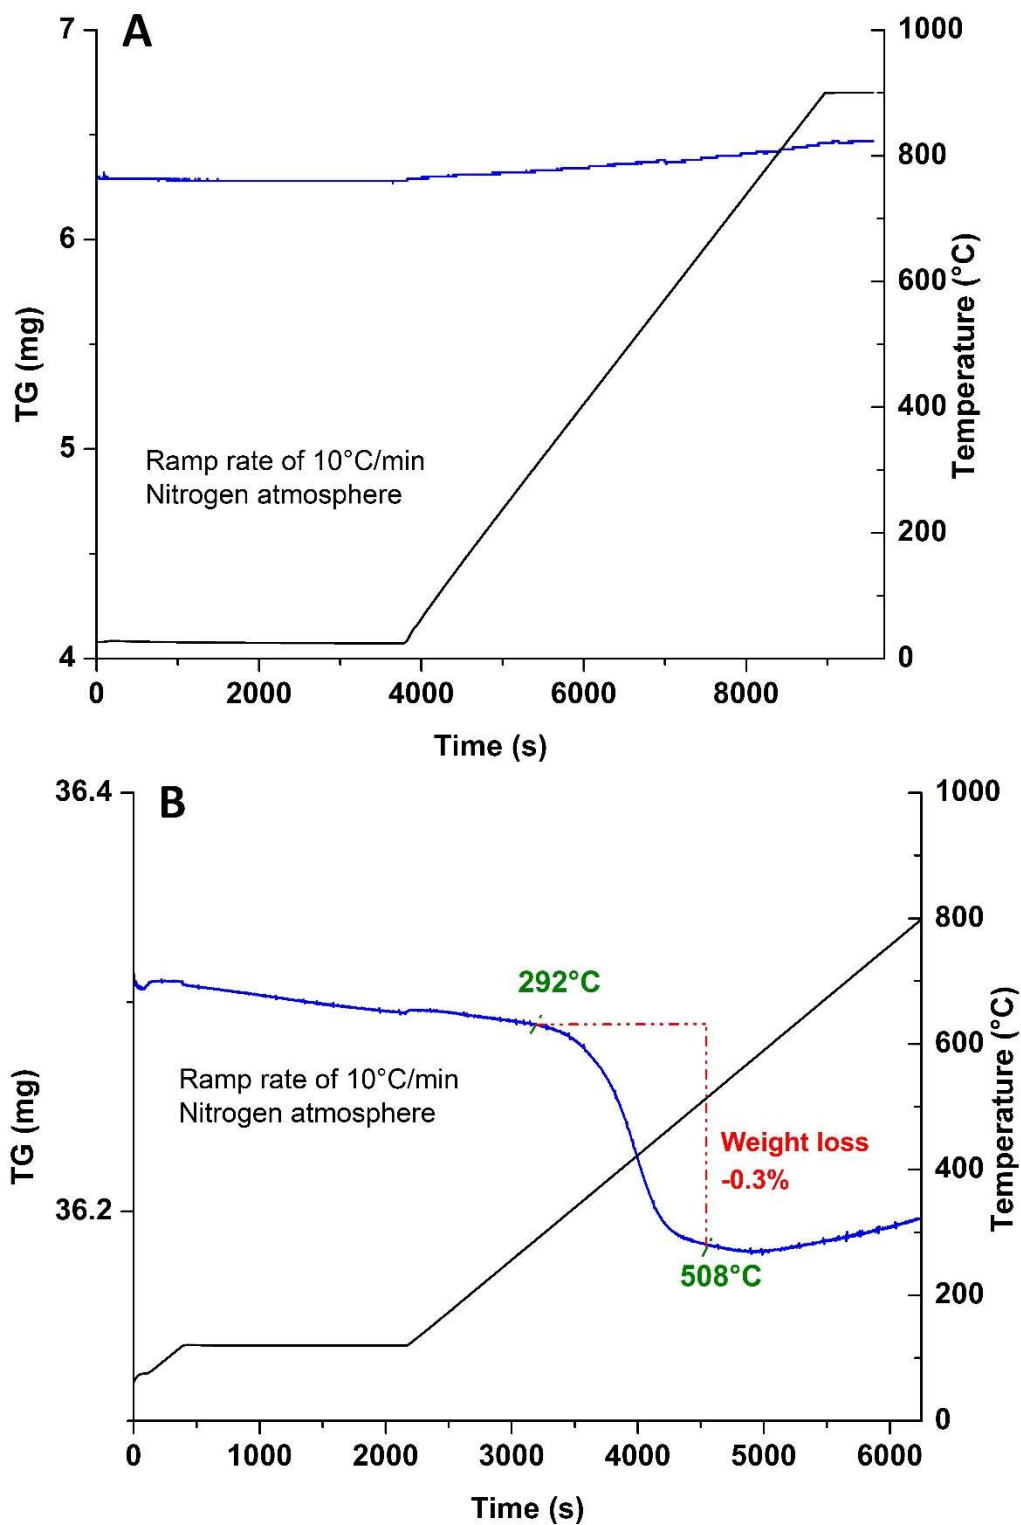 A
7
6
5
4
TG (mg)
1000
800
600
400
200
0
Temperature (°C)
Ramp rate of 10°C/min
Nitrogen atmosphere
0 2000 4000 6000 8000
Time (s)
B
36.4
36.2
TG (mg)
1000
800
600
400
200
0
Temperature (°C)
292°C
Ramp rate of 10°C/min
Nitrogen atmosphere
Weight loss
-0.3%
508°C
0 1000 2000 3000 4000 5000 6000
Time (s)